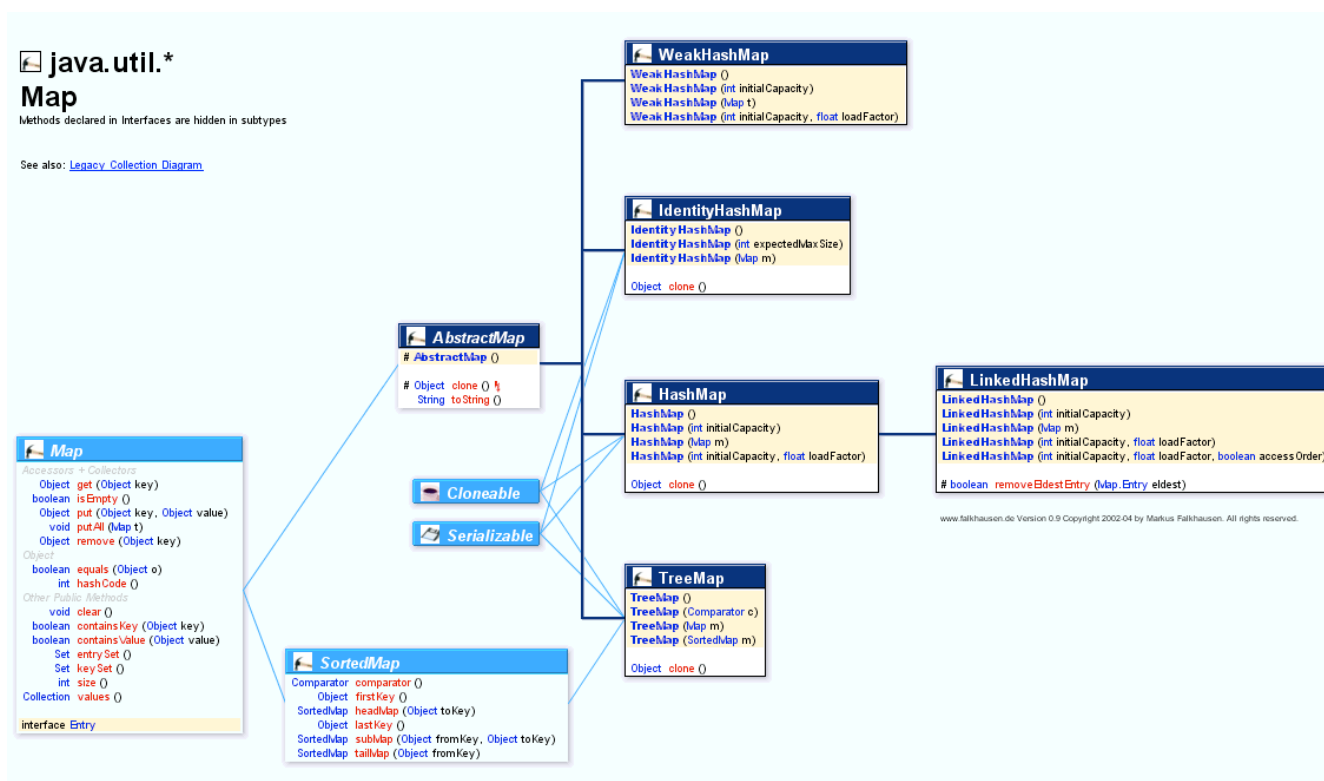 java.util.*
Map
Methods declared in Interfaces are hidden in subtypes
See also: Legacy Collection Diagram
WeakHashMap
WeakHashMap ()
WeakHashMap (int initialCapacity)
WeakHashMap (Map t)
WeakHashMap (int initialCapacity, float loadFactor)
IdentityHashMap
IdentityHashMap ()
IdentityHashMap (int expectedMaxSize)
IdentityHashMap (Map m)
Object clone ()
AbstractMap
# AbstractMap ()
# Object clone ()
String toString ()
HashMap
HashMap ()
HashMap (int initialCapacity)
HashMap (Map m)
HashMap (int initialCapacity, float loadFactor)
Object clone ()
LinkedHashMap
LinkedHashMap ()
LinkedHashMap (int initialCapacity)
LinkedHashMap (Map m)
LinkedHashMap (int initialCapacity, float loadFactor)
LinkedHashMap (int initialCapacity, float loadFactor, boolean accessOrder)
# boolean removeEldestEntry (Map.Entry eldest)
www.falkhausen.de Version 0.9 Copyright 2002-04 by Markus Falkhausen. All rights reserved.
Map
Accessors + Collectors
Object get (Object key)
boolean isEmpty ()
Object put (Object key, Object value)
void putAll (Map t)
Object remove (Object key)
Object
boolean equals (Object o)
int hashCode ()
Other Public Methods
void clear ()
boolean containsKey (Object key)
boolean containsValue (Object value)
Set entrySet ()
Set keySet ()
int size ()
Collection values ()
interface Entry
Cloneable
Serializable
TreeMap
TreeMap ()
TreeMap (Comparator c)
TreeMap (Map m)
TreeMap (SortedMap m)
Object clone ()
SortedMap
Comparator comparator ()
Object firstKey ()
SortedMap headMap (Object toKey)
Object lastKey ()
SortedMap subMap (Object fromKey, Object toKey)
SortedMap tailMap (Object fromKey)